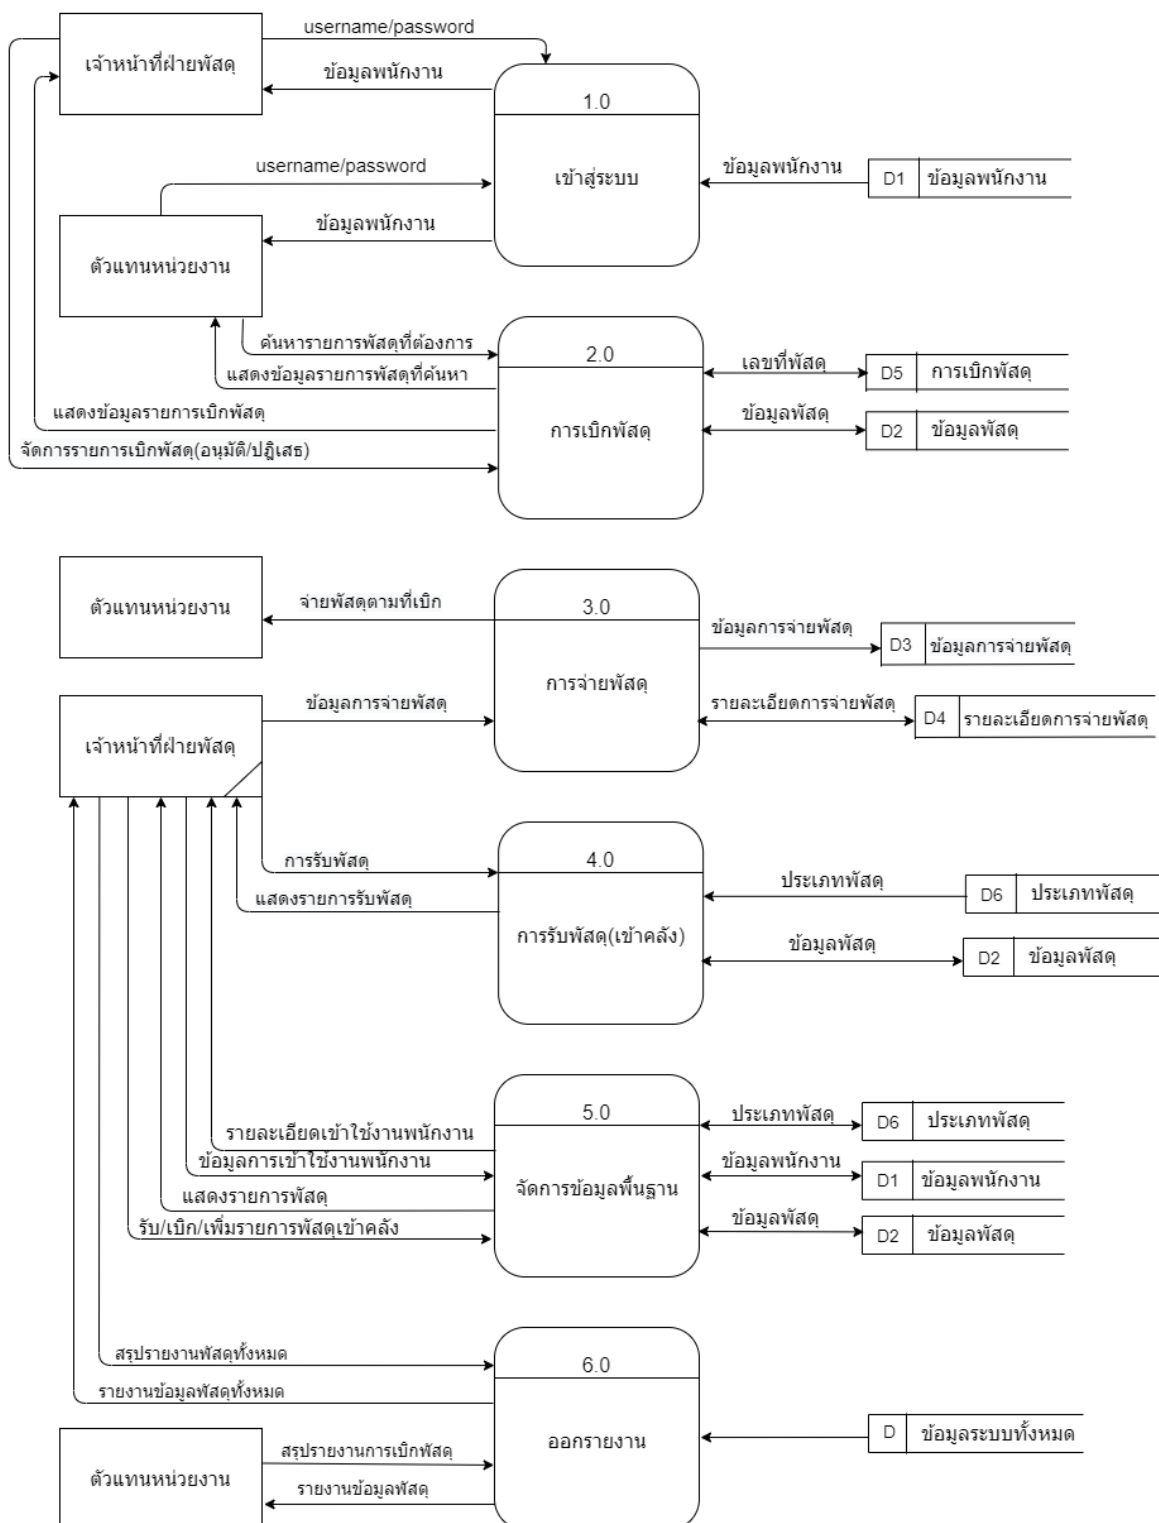 username/password
เจ้าหน้าที่ฝ่ายพัสดุ
ข้อมูลพนักงาน
1.0
username/password
เข้าสู่ระบบ
ข้อมูลพนักงาน
D1
ข้อมูลพนักงาน
ข้อมูลพนักงาน
ตัวแทนหน่วยงาน
ค้นหารายการพัสดุที่ต้องการ
2.0
แสดงข้อมูลรายการพัสดุที่ค้นหา
เลขที่พัสดุ
D5
การเบิกพัสดุ
แสดงข้อมูลรายการเบิกพัสดุ
การเบิกพัสดุ
ข้อมูลพัสดุ
D2
ข้อมูลพัสดุ
จัดการรายการเบิกพัสดุ(อนุมัติ/ปฎิเสธ)
ตัวแทนหน่วยงาน
จ่ายพัสดุตามที่เบิก
3.0
ข้อมูลการจ่ายพัสดุ
D3
ข้อมูลการจ่ายพัสดุ
การจ่ายพัสดุ
ข้อมูลการจ่ายพัสดุ
รายละเอียดการจ่ายพัสดุ
D4
รายละเอียดการจ่ายพัสดุ
เจ้าหน้าที่ฝ่ายพัสดุ
การรับพัสดุ
4.0
แสดงรายการรับพัสดุ
ประเภทพัสดุ
D6
ประเภทพัสดุ
การรับพัสดุ(เข้าคลัง)
ข้อมูลพัสดุ
D2
ข้อมูลพัสดุ
5.0
ประเภทพัสดุ
D6
ประเภทพัสดุ
รายละเอียดเข้าใช้งานพนักงาน
ข้อมูลการเข้าใช้งานพนักงาน
ข้อมูลพนักงาน
D1
ข้อมูลพนักงาน
แสดงรายการพัสดุ
จัดการข้อมูลพื้นฐาน
รับ/เบิก/เพิ่มรายการพัสดุเข้าคลัง
ข้อมูลพัสดุ
D2
ข้อมูลพัสดุ
สรุปรายงานพัสดุทั้งหมด
6.0
รายงานข้อมูลพัสดุทั้งหมด
ออกรายงาน
D
ข้อมูลระบบทั้งหมด
สรุปรายงานการเบิกพัสดุ
ตัวแทนหน่วยงาน
รายงานข้อมูลพัสดุ